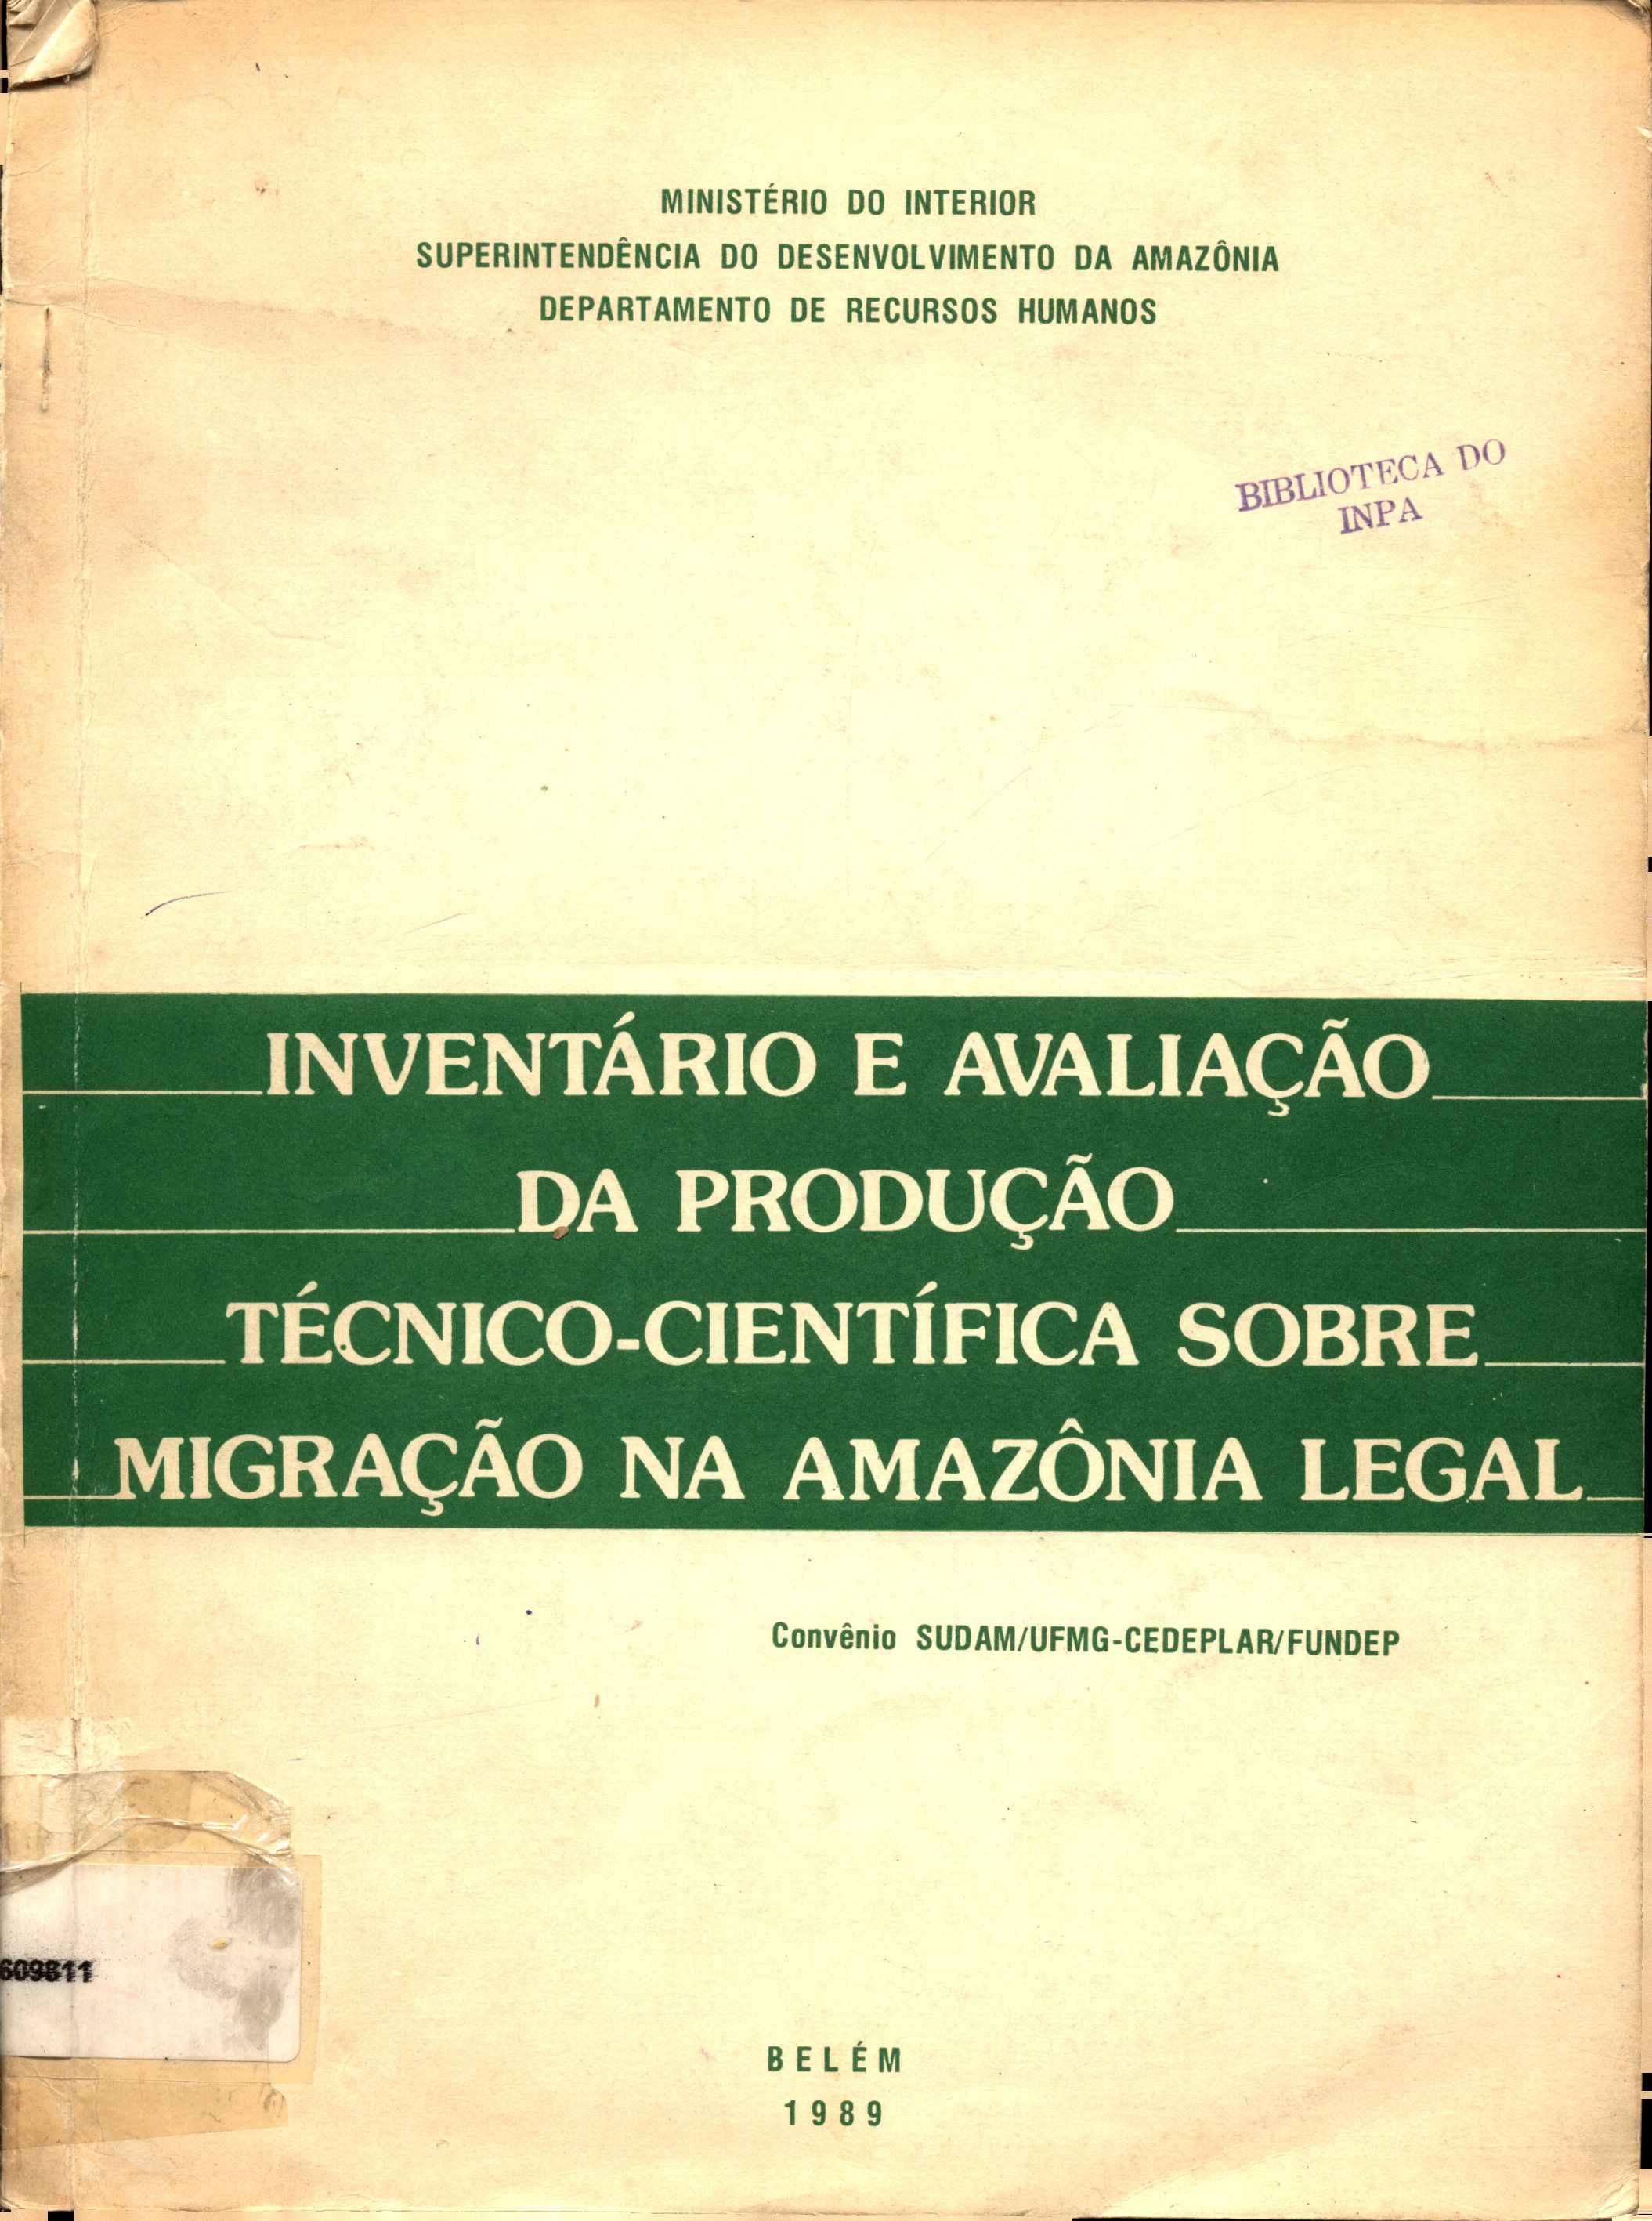 MINISTÉRIO DO INTERIOR
SUPERINTENDÊNCIA DO DESENVOLVIMENTO DA AMAZÔNIA
DEPARTAMENTO DE RECURSOS HUMANOS
BIBLIOTECA DO
INPA
INVENTÁRIO E AVALIAÇÃO
DA PRODUÇÃO
TÉCNICO-CIENTÍFICA SOBRE
MIGRAÇÃO NA AMAZÔNIA LEGAL
Convênio SUDAM/UFMG-CEDEPLAR/FUNDEP
609811
BELÉM
1989